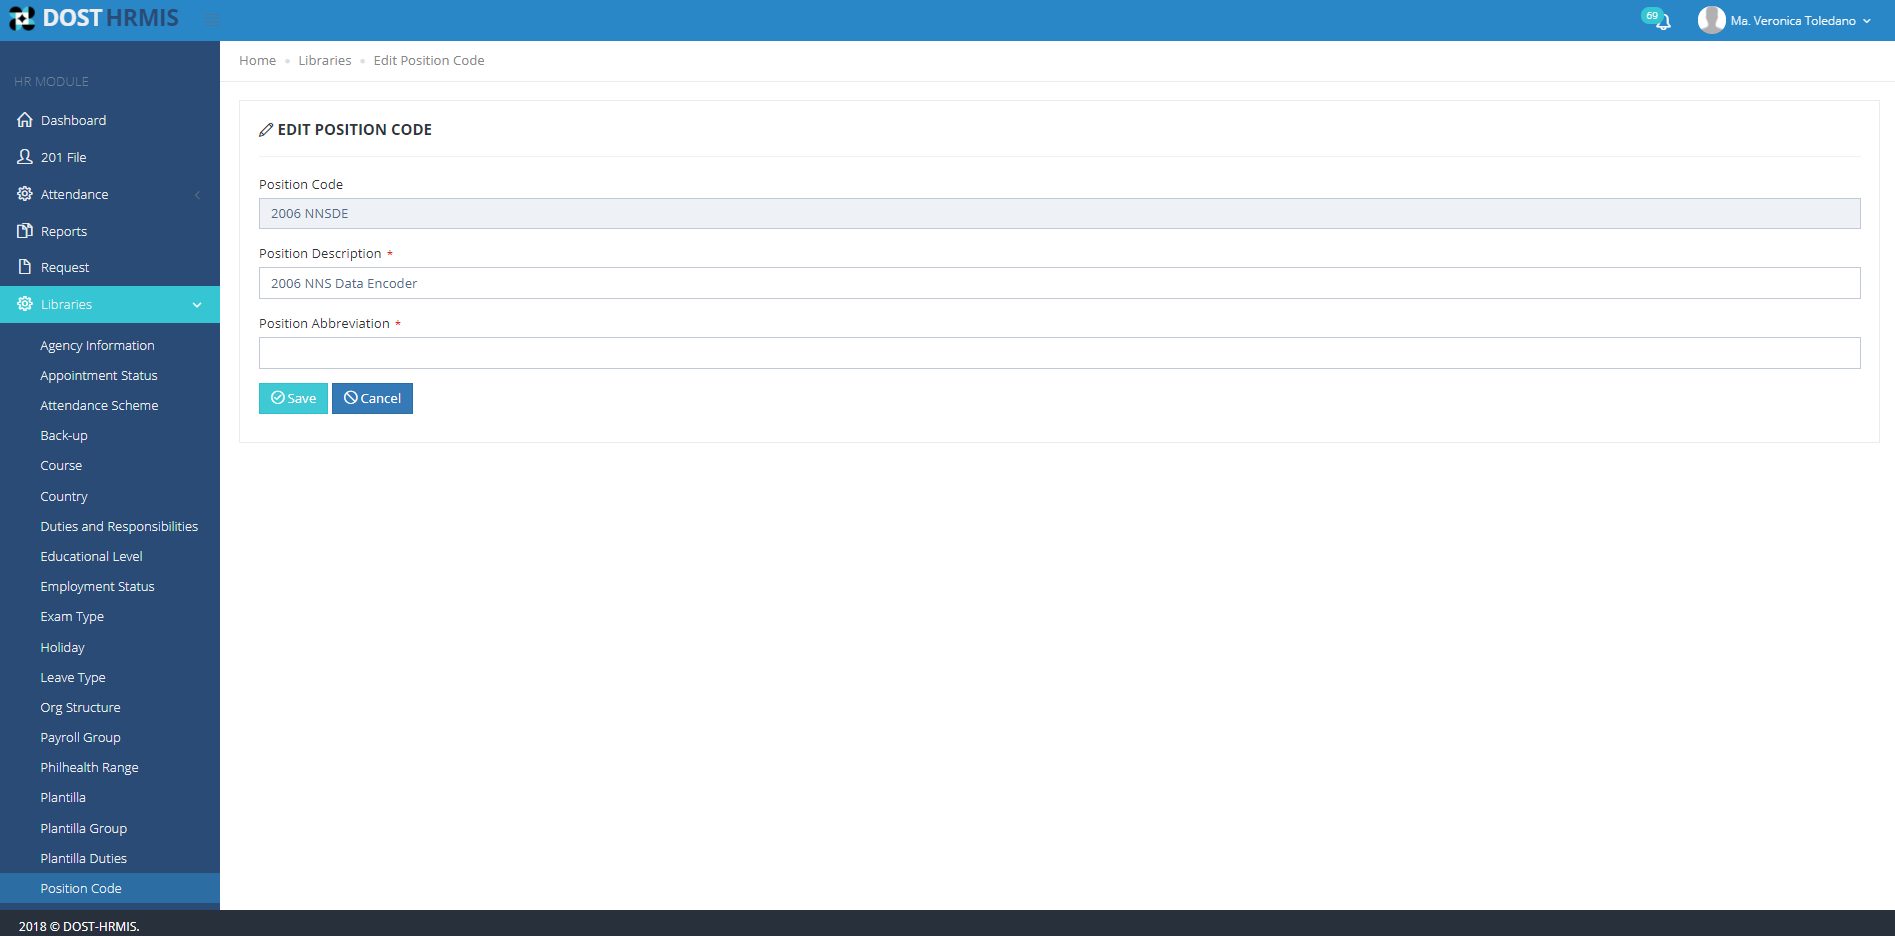 DOST HRMIS
69
Ma. Veronica Toledano
Home • Libraries • Edit Position Code
HR MODULE
Dashboard
201 File
Attendance
Reports
Request
Libraries
Agency Information
Appointment Status
Attendance Scheme
Back-up
Course
Country
Duties and Responsibilities
Educational Level
Employment Status
Exam Type
Holiday
Leave Type
Org Structure
Payroll Group
Philhealth Range
Plantilla
Plantilla Group
Plantilla Duties
Position Code
EDIT POSITION CODE
Position Code
2006 NNSDE
Position Description *
2006 NNS Data Encoder
Position Abbreviation *
Save Cancel
2018 © DOST-HRMIS.